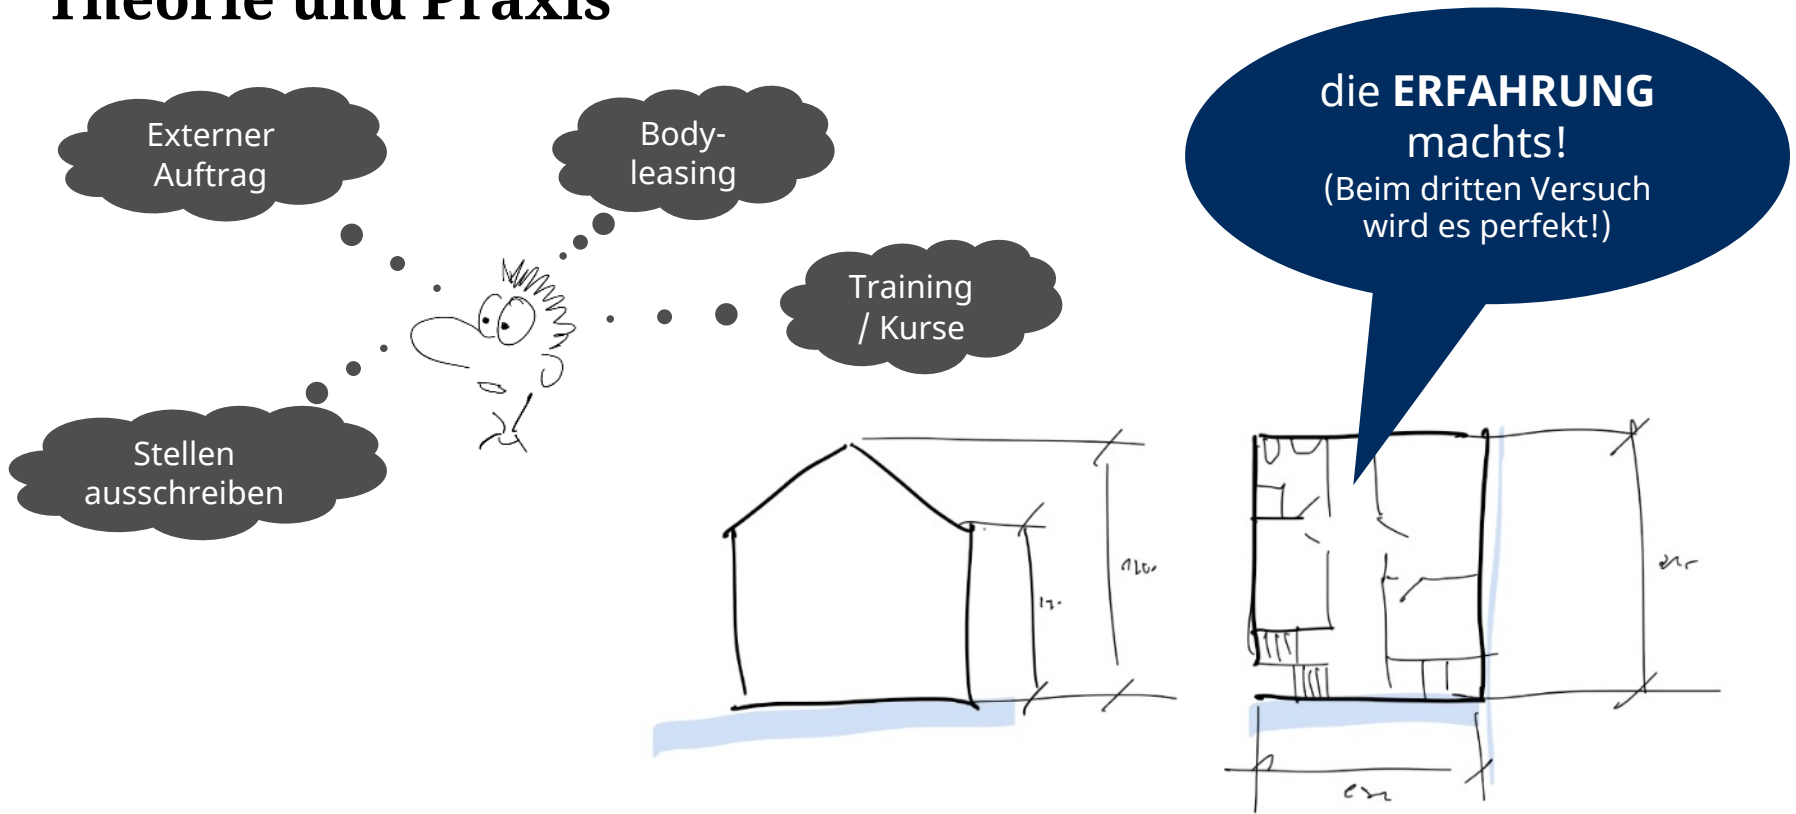 Theorie und Praxis
Externer
Auftrag
Body-
leasing
die ERFAHRUNG
machts!
(Beim dritten Versuch
wird es perfekt!)
Training
/ Kurse
Stellen
ausschreiben